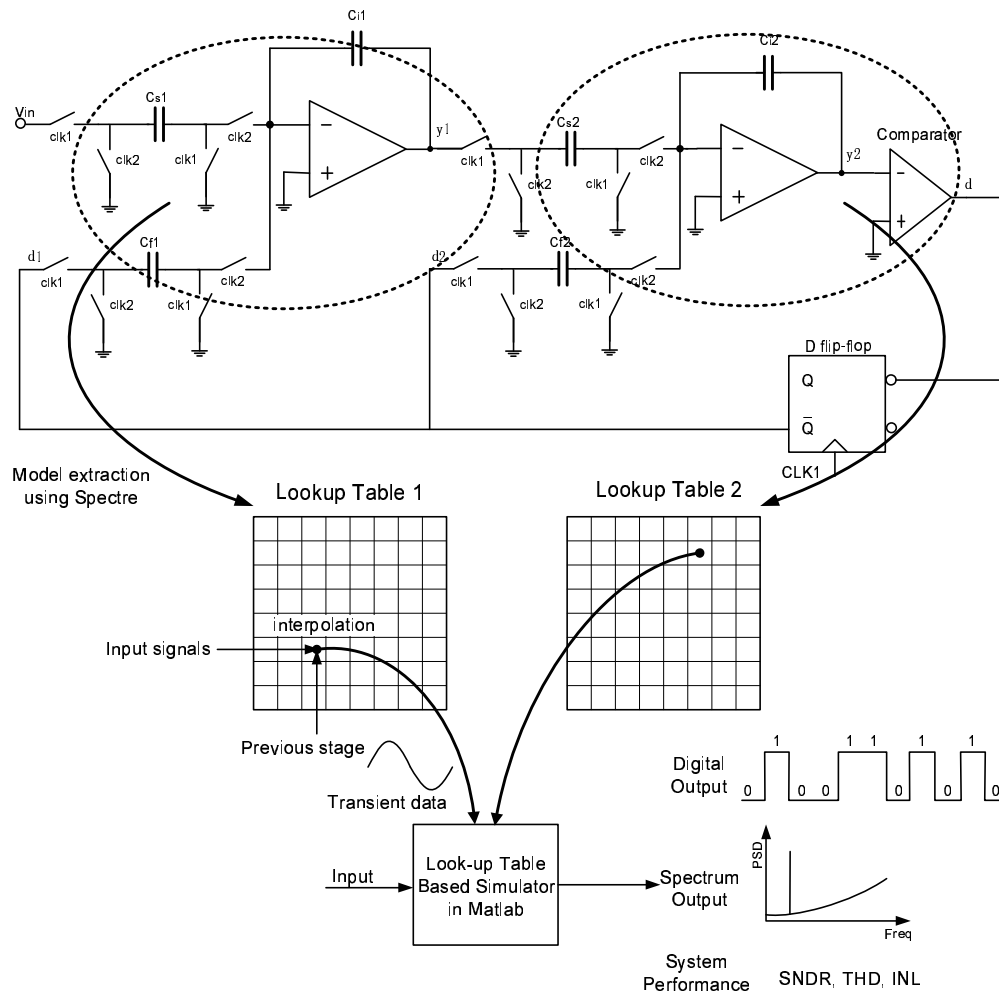 Ci1
Ci2
Vin
Cs1
clk1
clk2
clk1
clk2
−
+
y1
clk1
Cs2
clk2
clk1
clk2
−
+
y2
Comparator
−
+
d
d1
clk1
Cf1
clk2
clk1
clk2
d2
clk1
Cf2
clk2
clk1
clk2
D flip-flop
Q
Q̅
CLK1
Model extraction
using Spectre
Lookup Table 1
Lookup Table 2
interpolation
Input signals
Previous stage
Transient data
Digital
Output
0 1 0 0 1 1 0 1 0 1 0
Input
Look-up Table
Based Simulator
in Matlab
Spectrum
Output
PSD
Freq
System
Performance
SNDR, THD, INL